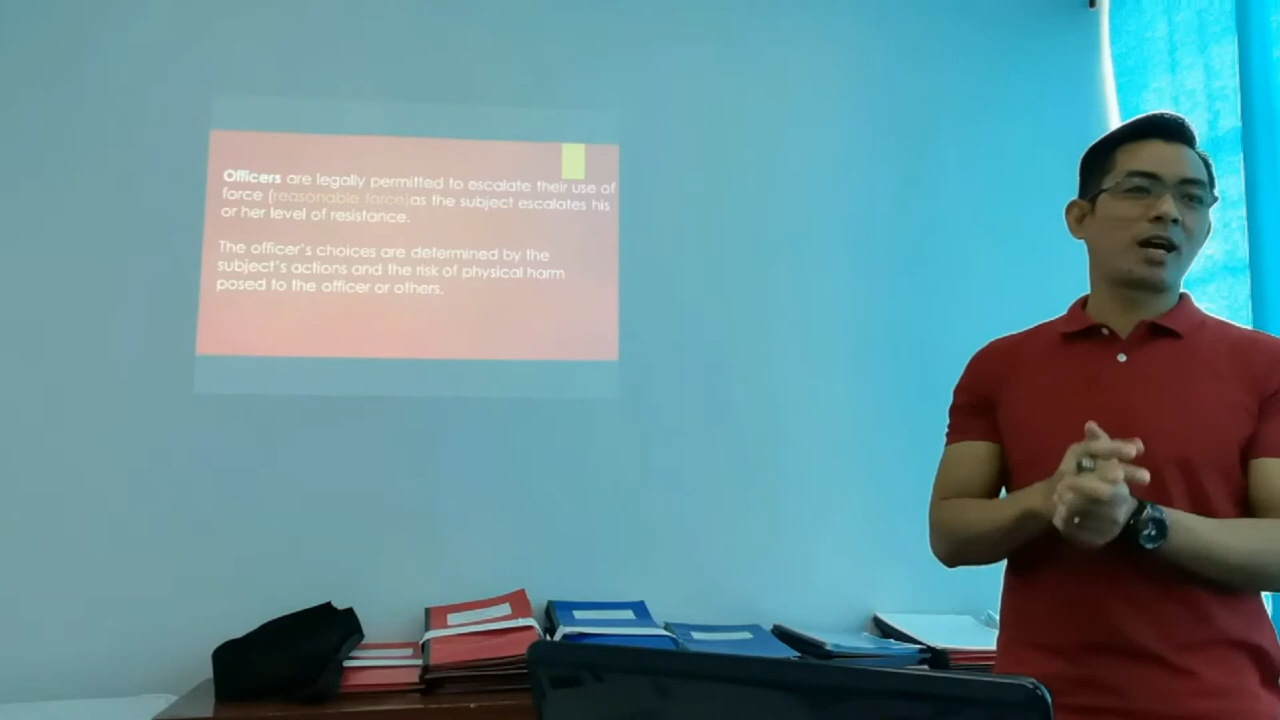 Officers are legally permitted to escalate their use of
force (reasonable force)as the subject escalates his
or her level of resistance.
The officer's choices are determined by the
subject's actions and the risk of physical harm
posed to the officer or others.